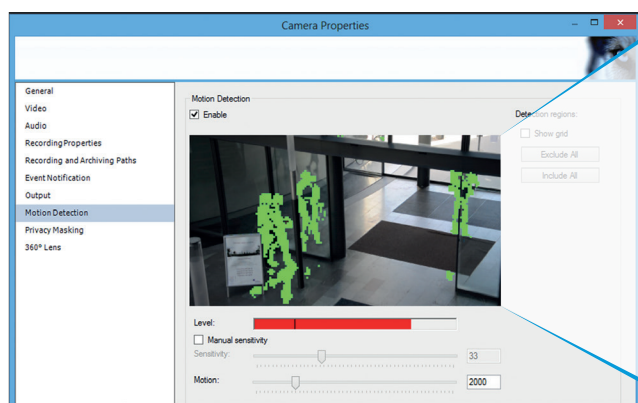 Camera Properties
General
Video
Audio
Recording Properties
Recording and Archiving Paths
Event Notification
Output
Motion Detection
Privacy Masking
360° Lens
Motion Detection
Enable
Detection regions:
Show grid
Exclude All
Include All
Level:
Manual sensitivity
Sensitivity:
33
Motion:
2000